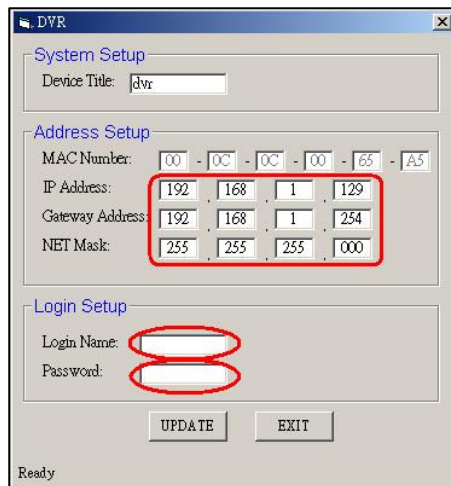 DVR
System Setup
Device Title: dvr
Address Setup
MAC Number: 00 - 0C - 0C - 00 - 65 - A5
IP Address: 192 . 168 . 1 . 129
Gateway Address: 192 . 168 . 1 . 254
NET Mask: 255 . 255 . 255 . 000
Login Setup
Login Name:
Password:
UPDATE EXIT
Ready